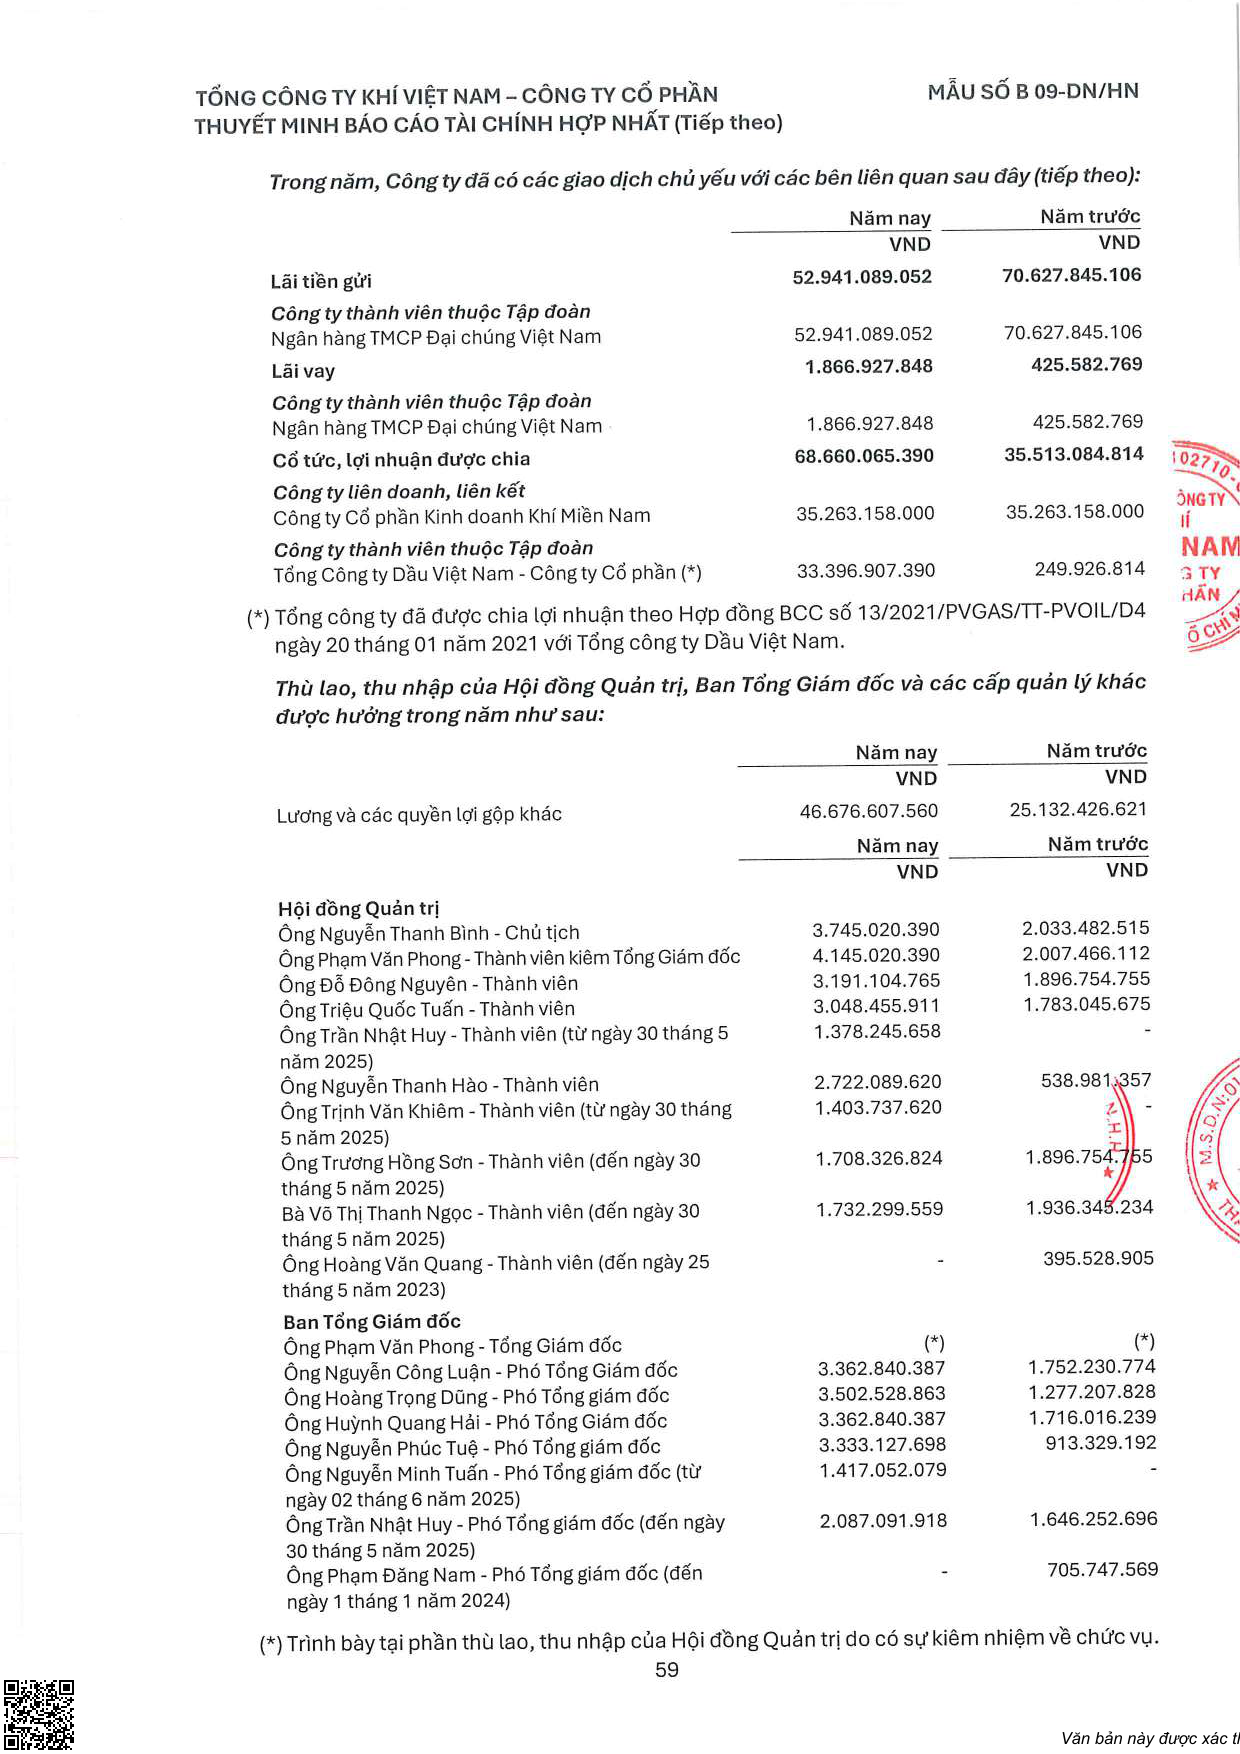 TỔNG CÔNG TY KHÍ VIỆT NAM – CÔNG TY CỔ PHẦN MẪU SỐ B 09-DN/HN
THUYẾT MINH BÁO CÁO TÀI CHÍNH HỢP NHẤT (Tiếp theo)
Trong năm, Công ty đã có các giao dịch chủ yếu với các bên liên quan sau đây (tiếp theo):
Năm nay Năm trước
VND VND
Lãi tiền gửi 52.941.089.052 70.627.845.106
Công ty thành viên thuộc Tập đoàn
Ngân hàng TMCP Đại chúng Việt Nam 52.941.089.052 70.627.845.106
Lãi vay 1.866.927.848 425.582.769
Công ty thành viên thuộc Tập đoàn
Ngân hàng TMCP Đại chúng Việt Nam 1.866.927.848 425.582.769
Cổ tức, lợi nhuận được chia 68.660.065.390 35.513.084.814
Công ty liên doanh, liên kết
Công ty Cổ phần Kinh doanh Khí Miền Nam 35.263.158.000 35.263.158.000
Công ty thành viên thuộc Tập đoàn
Tổng Công ty Dầu Việt Nam - Công ty Cổ phần (*) 33.396.907.390 249.926.814
(*) Tổng công ty đã được chia lợi nhuận theo Hợp đồng BCC số 13/2021/PVGAS/TT-PVOIL/D4
ngày 20 tháng 01 năm 2021 với Tổng công ty Dầu Việt Nam.
Thù lao, thu nhập của Hội đồng Quản trị, Ban Tổng Giám đốc và các cấp quản lý khác
được hưởng trong năm như sau:
Năm nay Năm trước
VND VND
Lương và các quyền lợi gộp khác 46.676.607.560 25.132.426.621
Năm nay Năm trước
VND VND
Hội đồng Quản trị
Ông Nguyễn Thanh Bình - Chủ tịch 3.745.020.390 2.033.482.515
Ông Phạm Văn Phong - Thành viên kiêm Tổng Giám đốc 4.145.020.390 2.007.466.112
Ông Đỗ Đông Nguyên - Thành viên 3.191.104.765 1.896.754.755
Ông Triệu Quốc Tuấn - Thành viên 3.048.455.911 1.783.045.675
Ông Trần Nhật Huy - Thành viên (từ ngày 30 tháng 5 1.378.245.658 -
năm 2025)
Ông Nguyễn Thanh Hào - Thành viên 2.722.089.620 538.981.357
Ông Trịnh Văn Khiêm - Thành viên (từ ngày 30 tháng 1.403.737.620 -
5 năm 2025)
Ông Trương Hồng Sơn - Thành viên (đến ngày 30 1.708.326.824 1.896.754.755
tháng 5 năm 2025)
Bà Võ Thị Thanh Ngọc - Thành viên (đến ngày 30 1.732.299.559 1.936.345.234
tháng 5 năm 2025)
Ông Hoàng Văn Quang - Thành viên (đến ngày 25 - 395.528.905
tháng 5 năm 2023)
Ban Tổng Giám đốc
Ông Phạm Văn Phong - Tổng Giám đốc (*) (*)
Ông Nguyễn Công Luận - Phó Tổng Giám đốc 3.362.840.387 1.752.230.774
Ông Hoàng Trọng Dũng - Phó Tổng giám đốc 3.502.528.863 1.277.207.828
Ông Huỳnh Quang Hải - Phó Tổng Giám đốc 3.362.840.387 1.716.016.239
Ông Nguyễn Phúc Tuệ - Phó Tổng giám đốc 3.333.127.698 913.329.192
Ông Nguyễn Minh Tuấn - Phó Tổng giám đốc (từ 1.417.052.079 -
ngày 02 tháng 6 năm 2025)
Ông Trần Nhật Huy - Phó Tổng giám đốc (đến ngày 2.087.091.918 1.646.252.696
30 tháng 5 năm 2025)
Ông Phạm Đăng Nam - Phó Tổng giám đốc (đến - 705.747.569
ngày 1 tháng 1 năm 2024)
(*) Trình bày tại phần thù lao, thu nhập của Hội đồng Quản trị do có sự kiêm nhiệm về chức vụ.
59
NAM
G TY
HẦN
N.H.H
M.S.D.N:01
Văn bản này được xác th